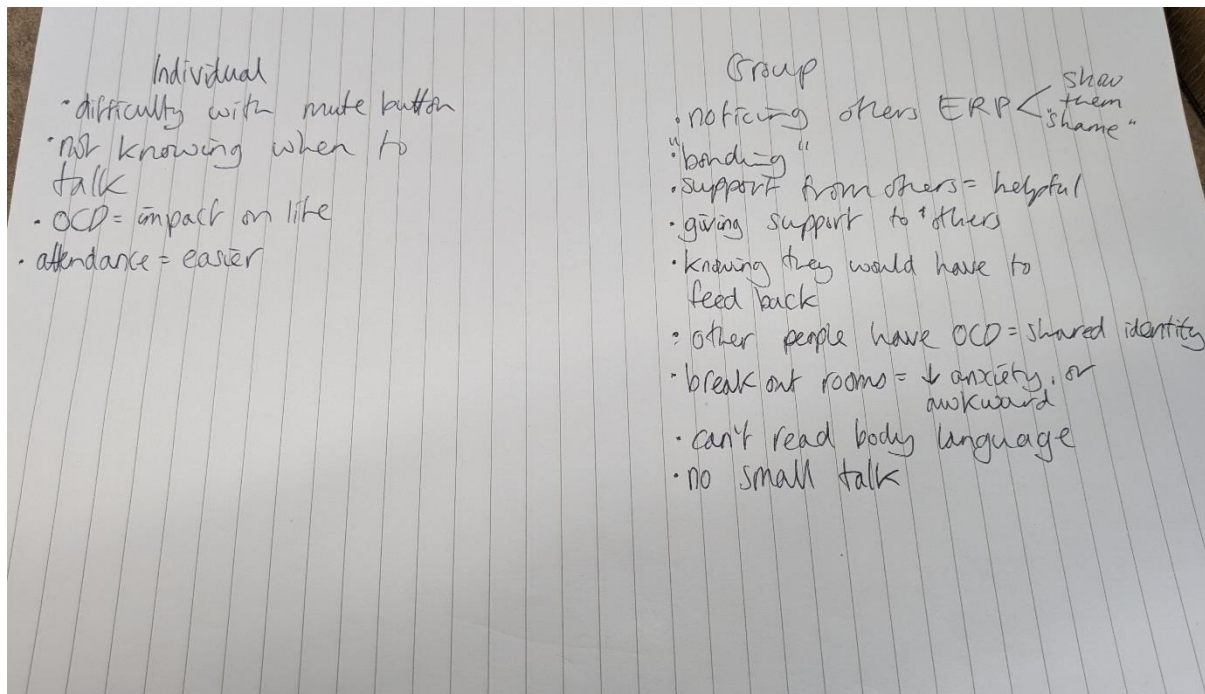 Individual
· difficulty with mute button
· not knowing when to
talk
· OCD = impact on life
· attendance = easier
Group
· noticing others ERP < show
them
"shame"
· "bonding"
· support from others = helpful
· giving support to others
· knowing they would have to
feed back
· other people have OCD = shared identity
· break out rooms = ↓ anxiety, or
awkward
· can't read body language
· no small talk